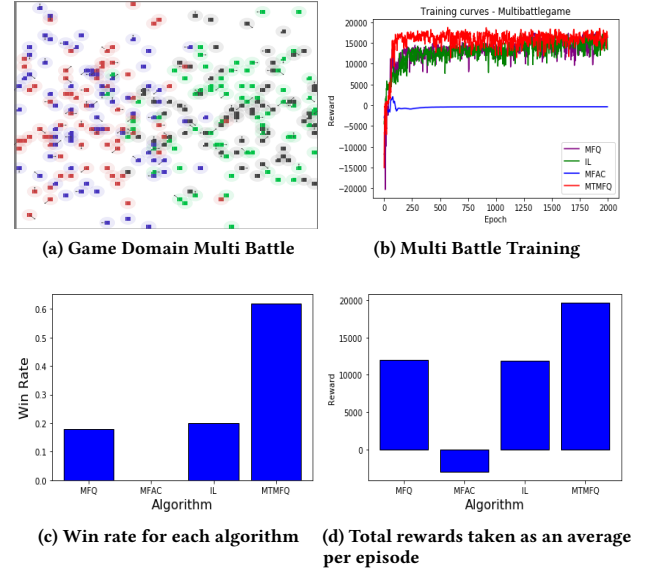 Training curves - Multibattlegame
20000
15000
10000
5000
0
−5000
−10000
−15000
−20000
Reward
MFQ
IL
MFAC
MTMFQ
0 250 500 750 1000 1250 1500 1750 2000
Epoch
(a) Game Domain Multi Battle
(b) Multi Battle Training
0.6
0.5
0.4
0.3
0.2
0.1
0.0
Win Rate
MFQ MFAC IL MTMFQ
Algorithm
20000
15000
10000
5000
0
Reward
MFQ MFAC IL MTMFQ
Algorithm
(c) Win rate for each algorithm
(d) Total rewards taken as an average
per episode